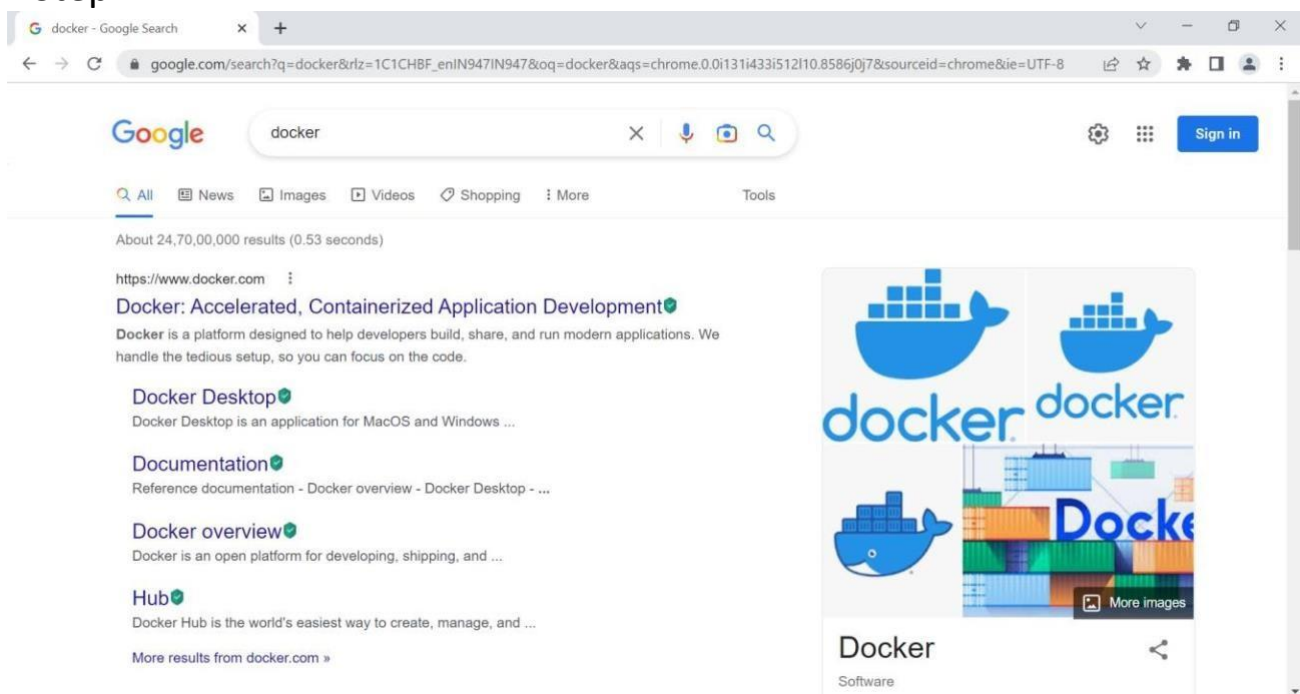 docker - Google Search
google.com/search?q=docker&rlz=1C1CHBF_enIN947IN947&oq=docker&aqs=chrome.0.0i131i433i512l10.8586j0j7&sourceid=chrome&ie=UTF-8
Google docker Sign in
All News Images Videos Shopping More Tools
About 24,70,00,000 results (0.53 seconds)
https://www.docker.com
Docker: Accelerated, Containerized Application Development
Docker is a platform designed to help developers build, share, and run modern applications. We
handle the tedious setup, so you can focus on the code.
Docker Desktop
Docker Desktop is an application for MacOS and Windows ...
Documentation
Reference documentation - Docker overview - Docker Desktop - ...
Docker overview
Docker is an open platform for developing, shipping, and ...
Hub
Docker Hub is the world's easiest way to create, manage, and ...
More results from docker.com »
docker
docker
Docke
More images
Docker
Software